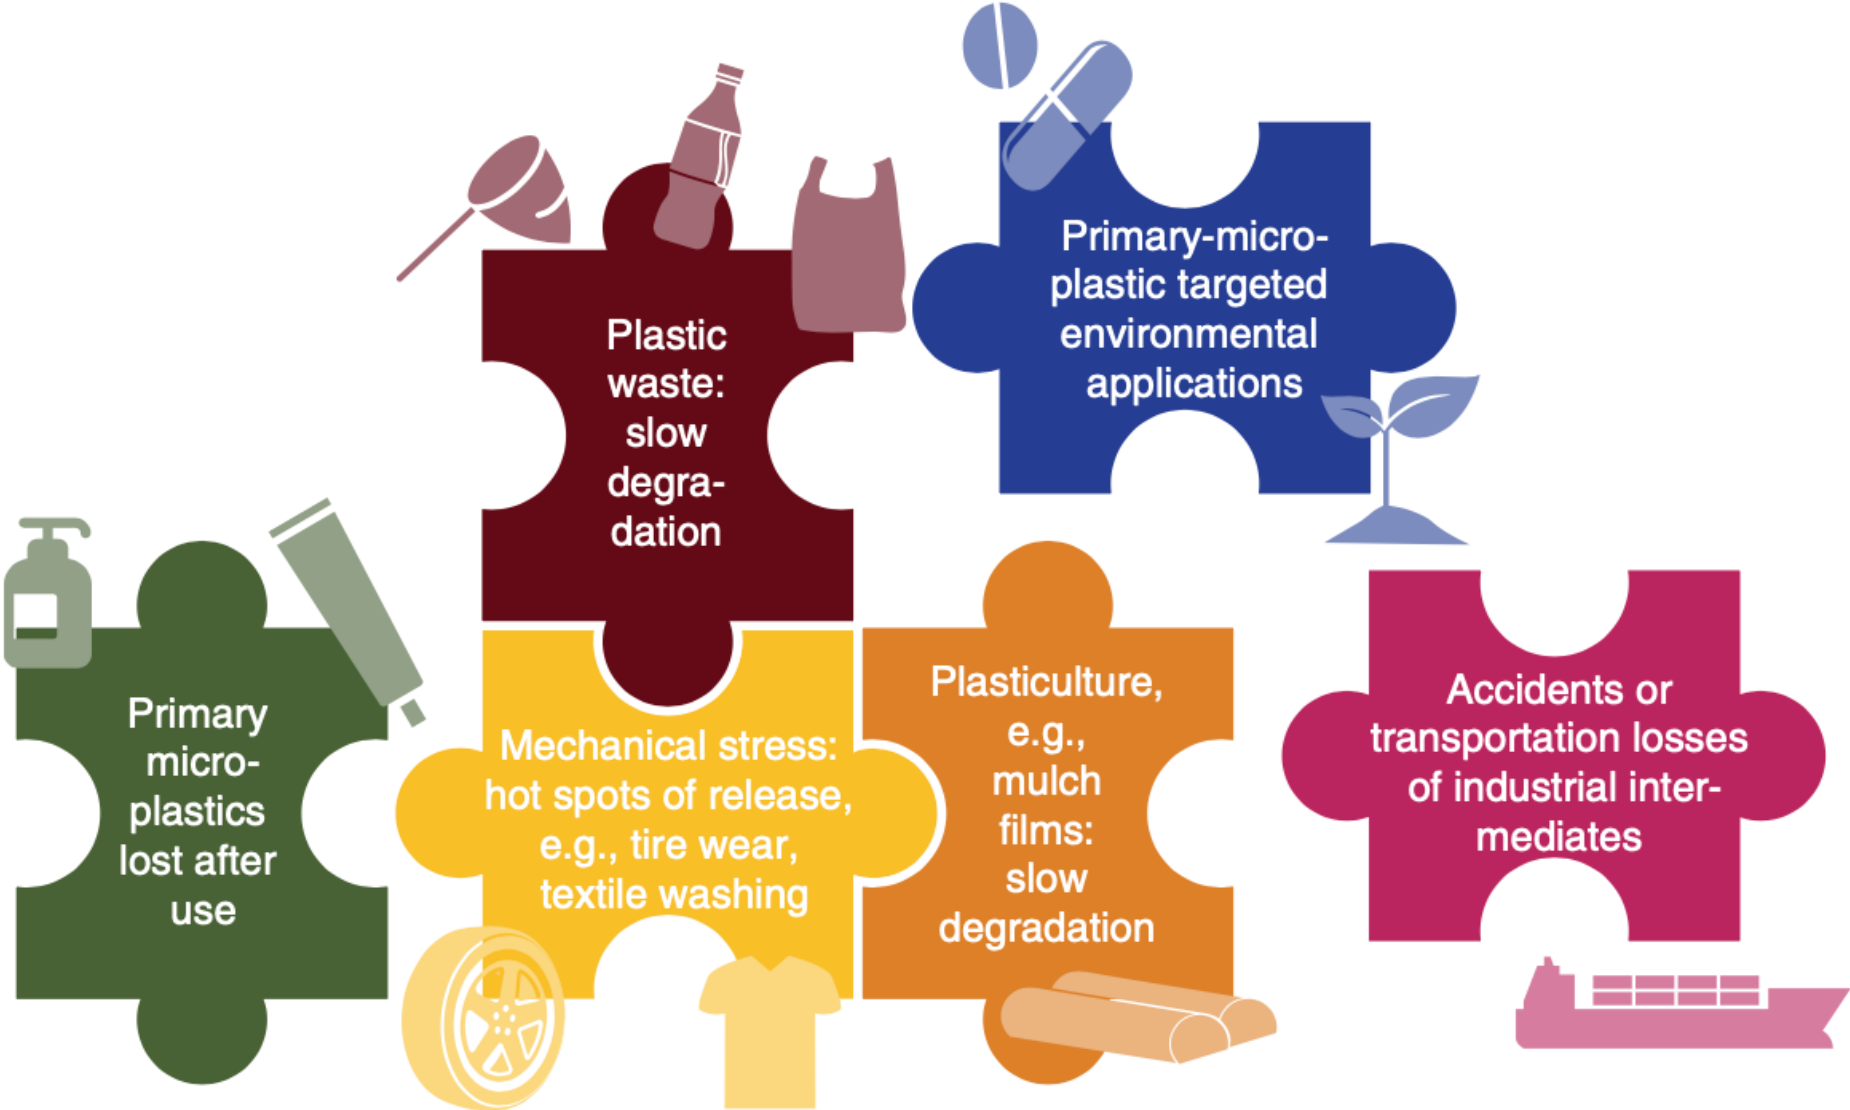 Primary-micro-
plastic targeted
environmental
applications
Plastic
waste:
slow
degra-
dation
Primary
micro-
plastics
lost after
use
Mechanical stress:
hot spots of release,
e.g., tire wear,
textile washing
Plasticulture,
e.g.,
mulch
films:
slow
degradation
Accidents or
transportation losses
of industrial inter-
mediates